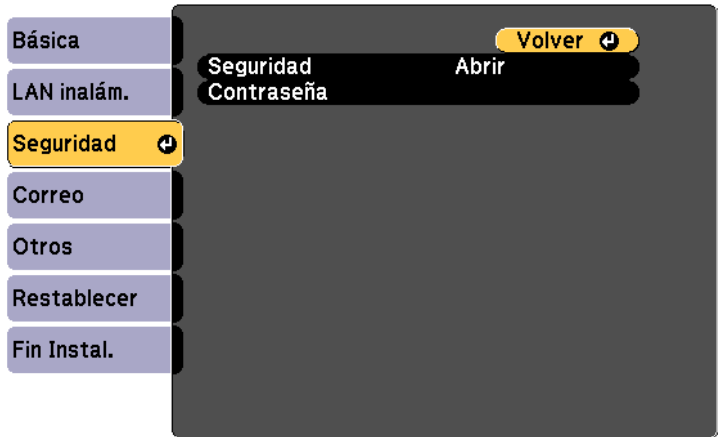 Básica
LAN inalám.
Seguridad
Correo
Otros
Restablecer
Fin Instal.
Volver
Seguridad Abrir
Contraseña